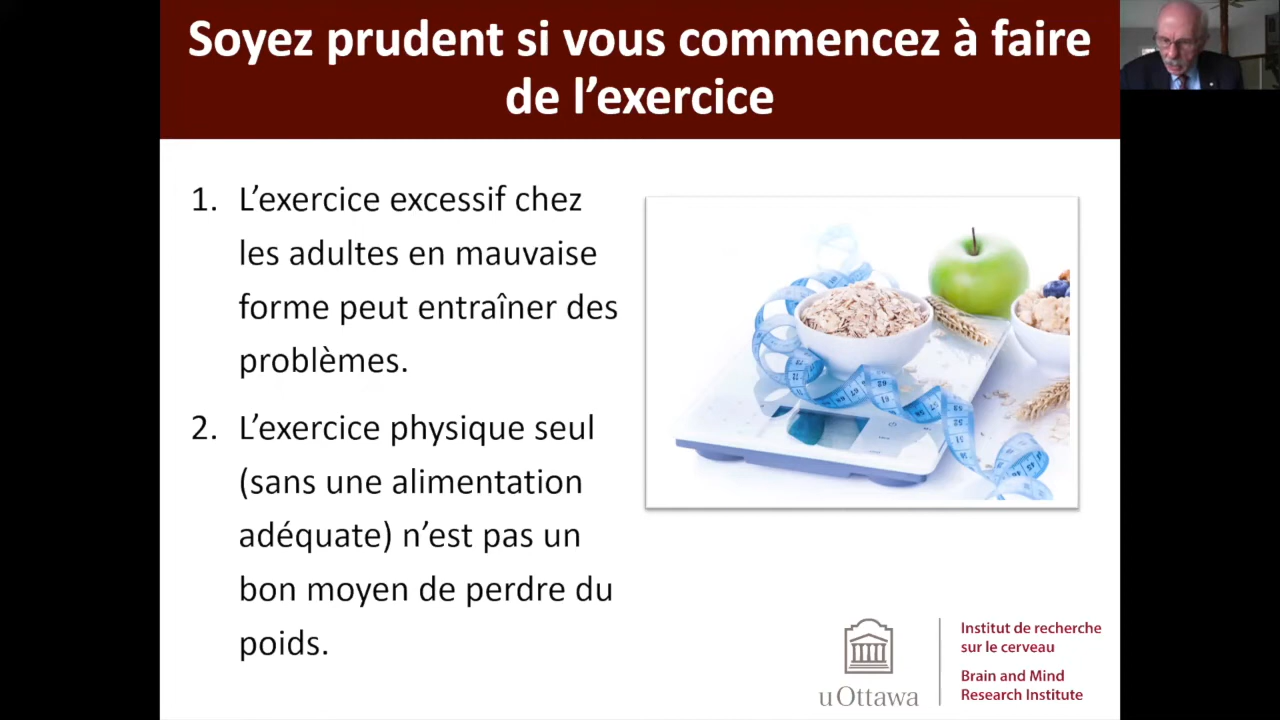 Soyez prudent si vous commencez à faire
de l’exercice
1. L’exercice excessif chez
les adultes en mauvaise
forme peut entraîner des
problèmes.
2. L’exercice physique seul
(sans une alimentation
adéquate) n’est pas un
bon moyen de perdre du
poids.
uOttawa
Institut de recherche
sur le cerveau
Brain and Mind
Research Institute